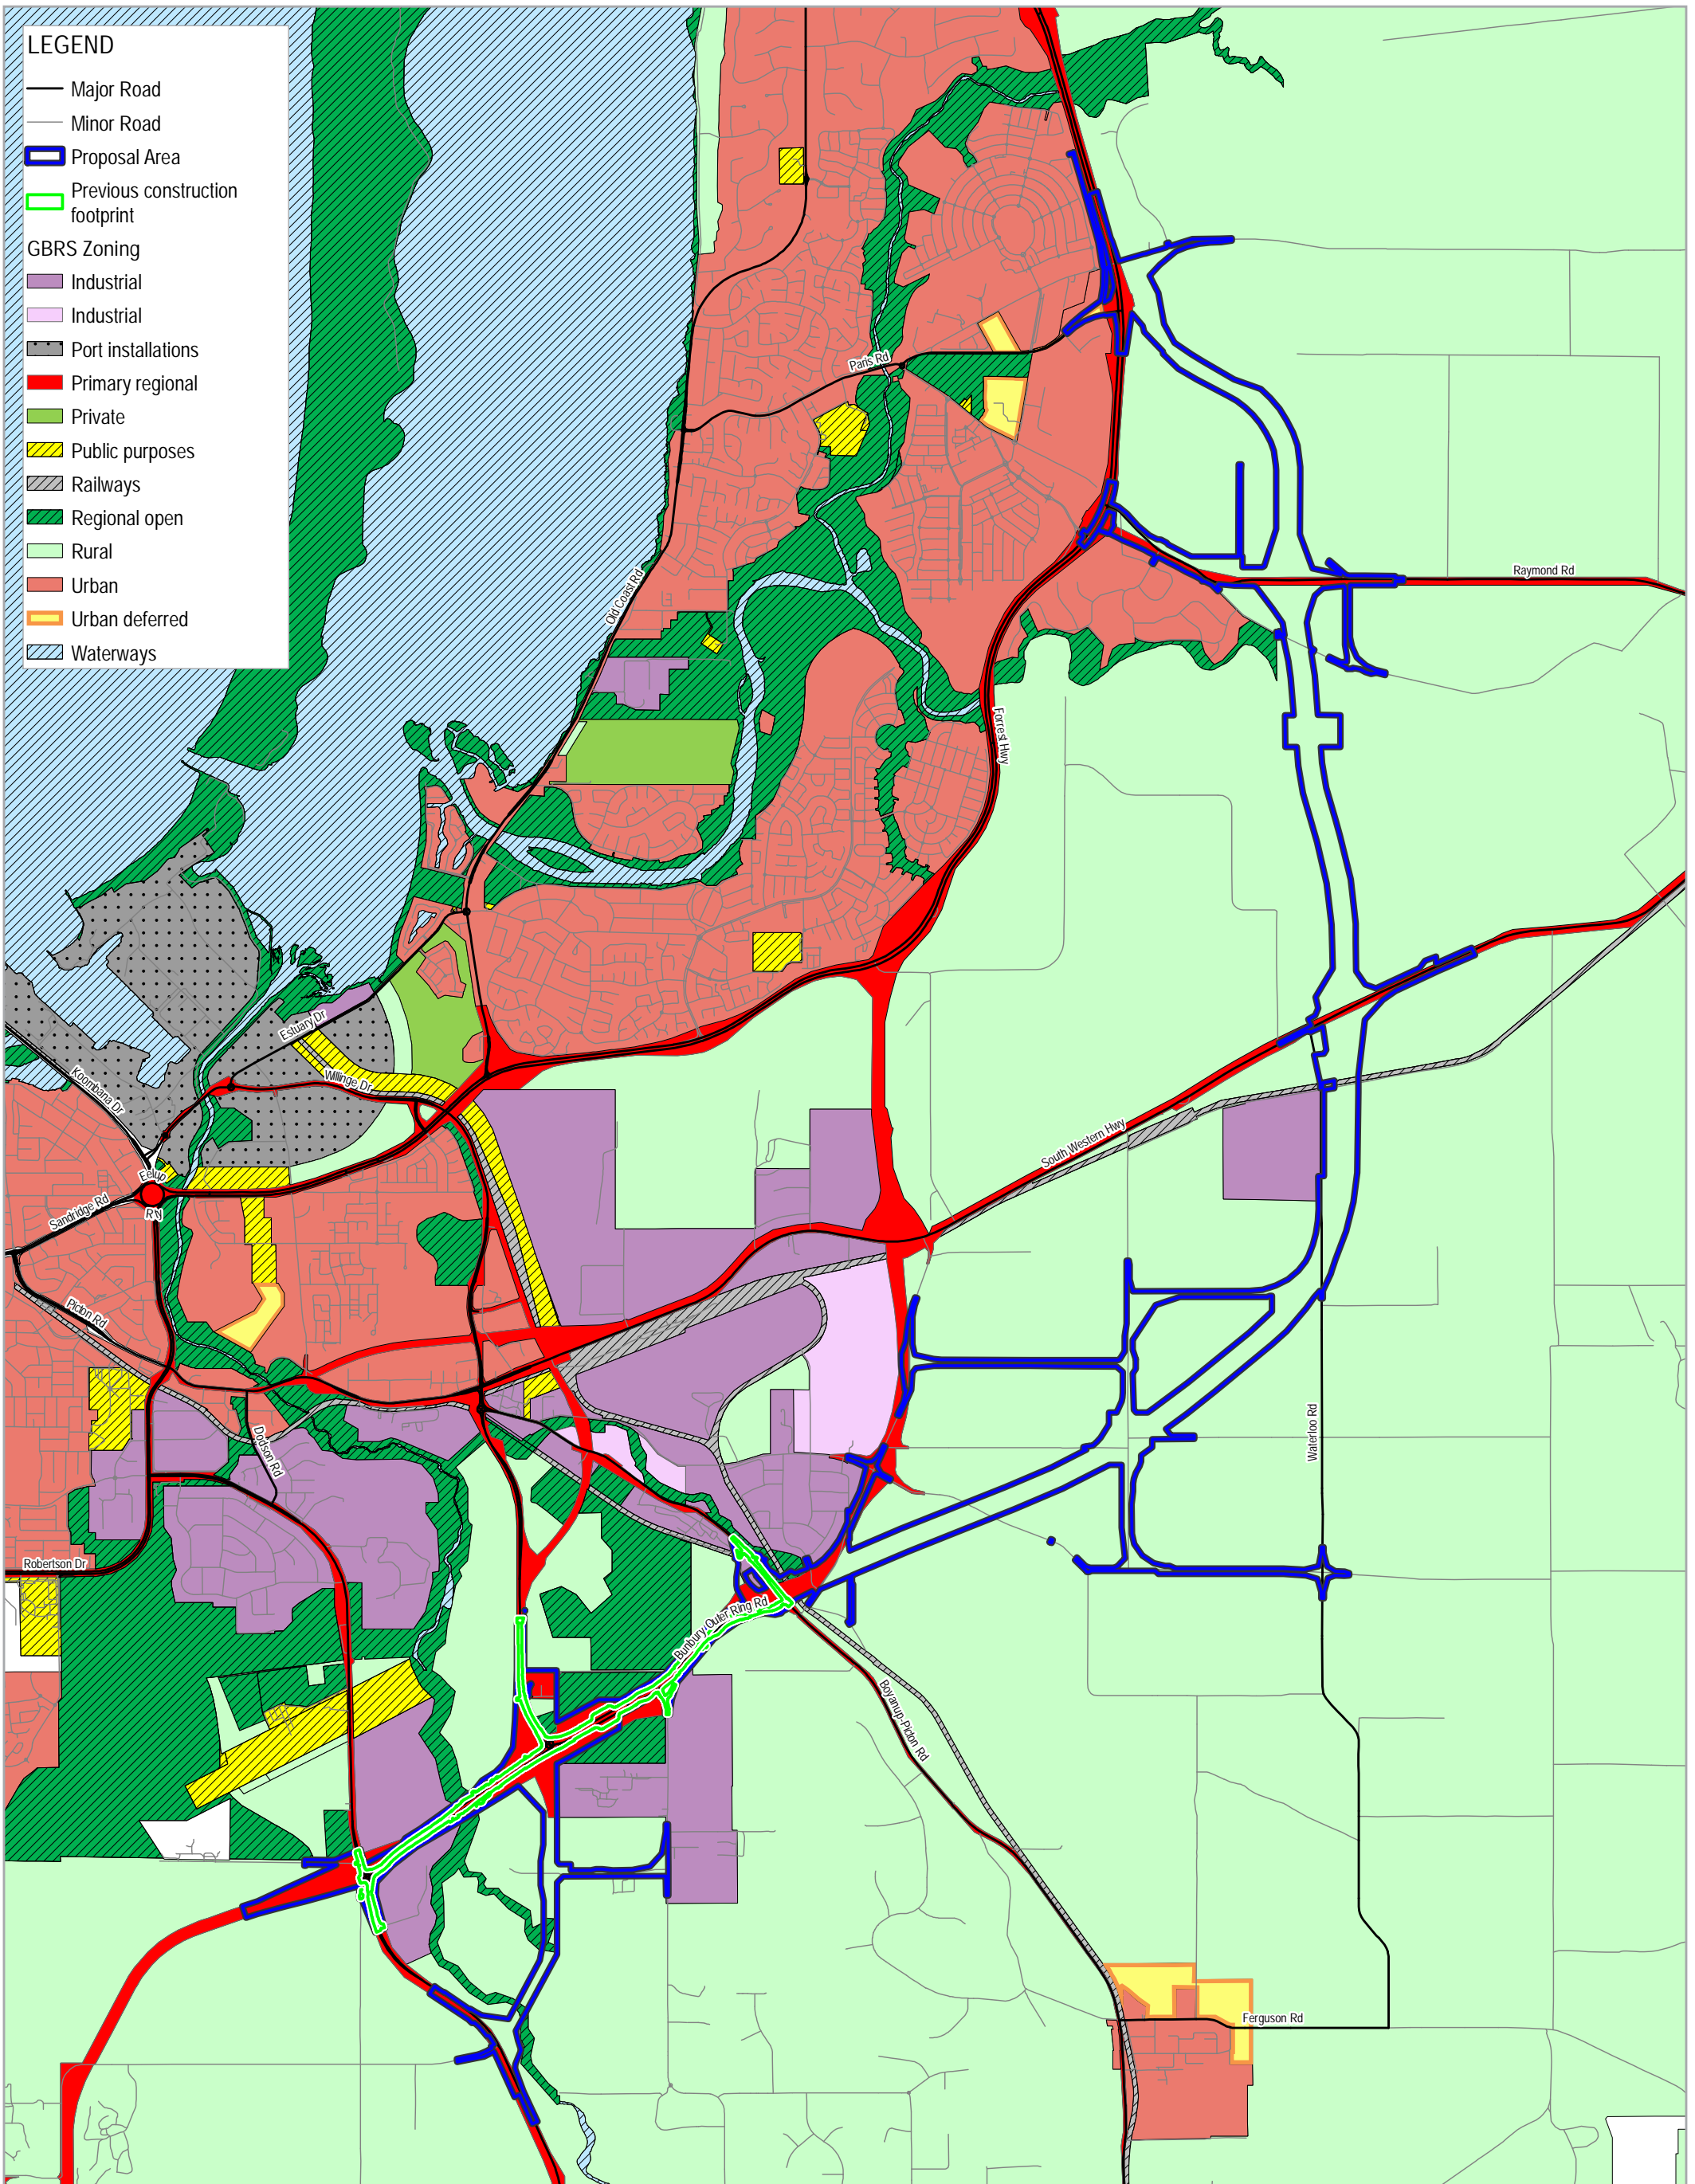 LEGEND
Major Road
Minor Road
Proposal Area
Previous construction
footprint
GBRS Zoning
Industrial
Industrial
Port installations
Primary regional
Private
Public purposes
Railways
Regional open
Rural
Urban
Urban deferred
Waterways
Paris Rd
Raymond Rd
Old Coast Rd
Forrest Hwy
Estuary Dr
Koombana Dr
Willinge Dr
South Western Hwy
Eelup
Rty
Sandridge Rd
Picton Rd
Dodson Rd
Waterloo Rd
Robertson Dr
Bunbury Outer Ring Rd
Boyanup-Picton Rd
Ferguson Rd